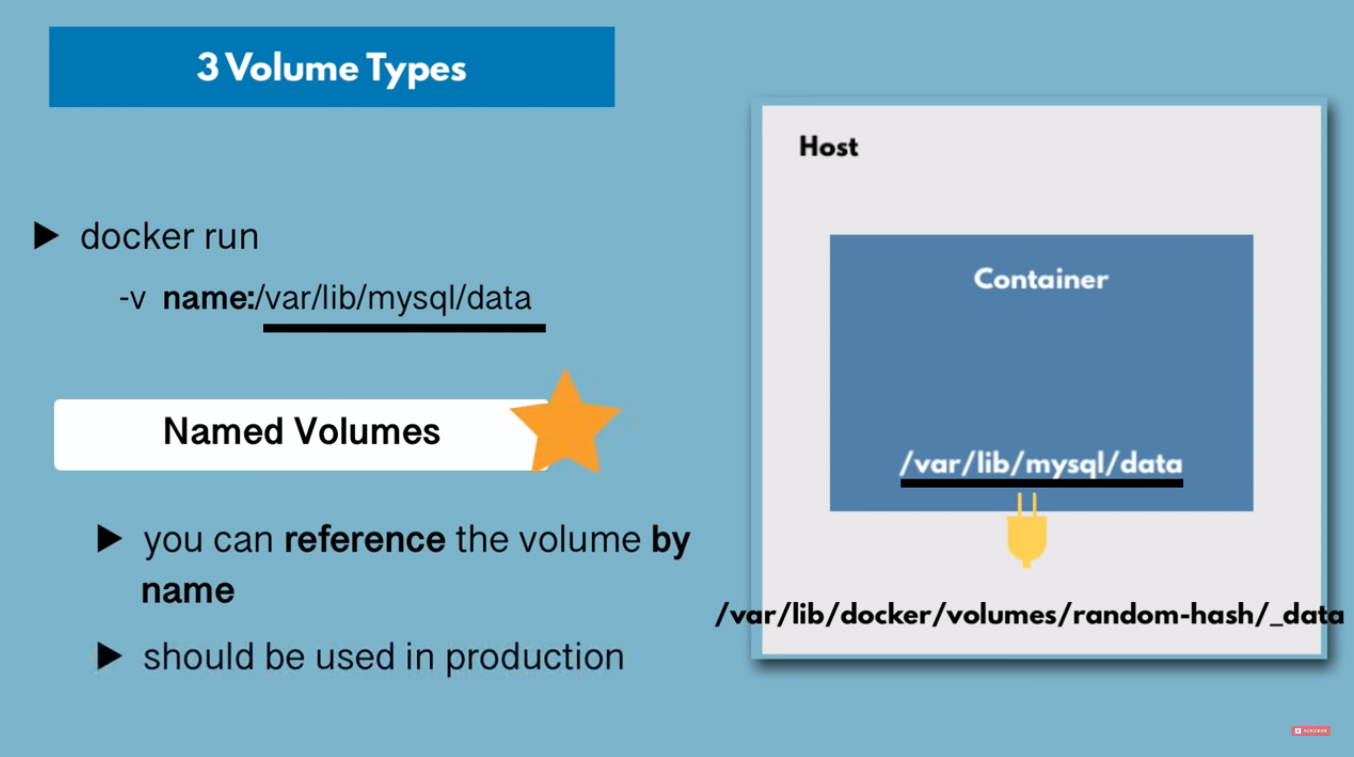 3 Volume Types
docker run
-v name:/var/lib/mysql/data
Named Volumes
you can reference the volume by
name
should be used in production
Host
Container
/var/lib/mysql/data
/var/lib/docker/volumes/random-hash/_data
SUBSCRIBE